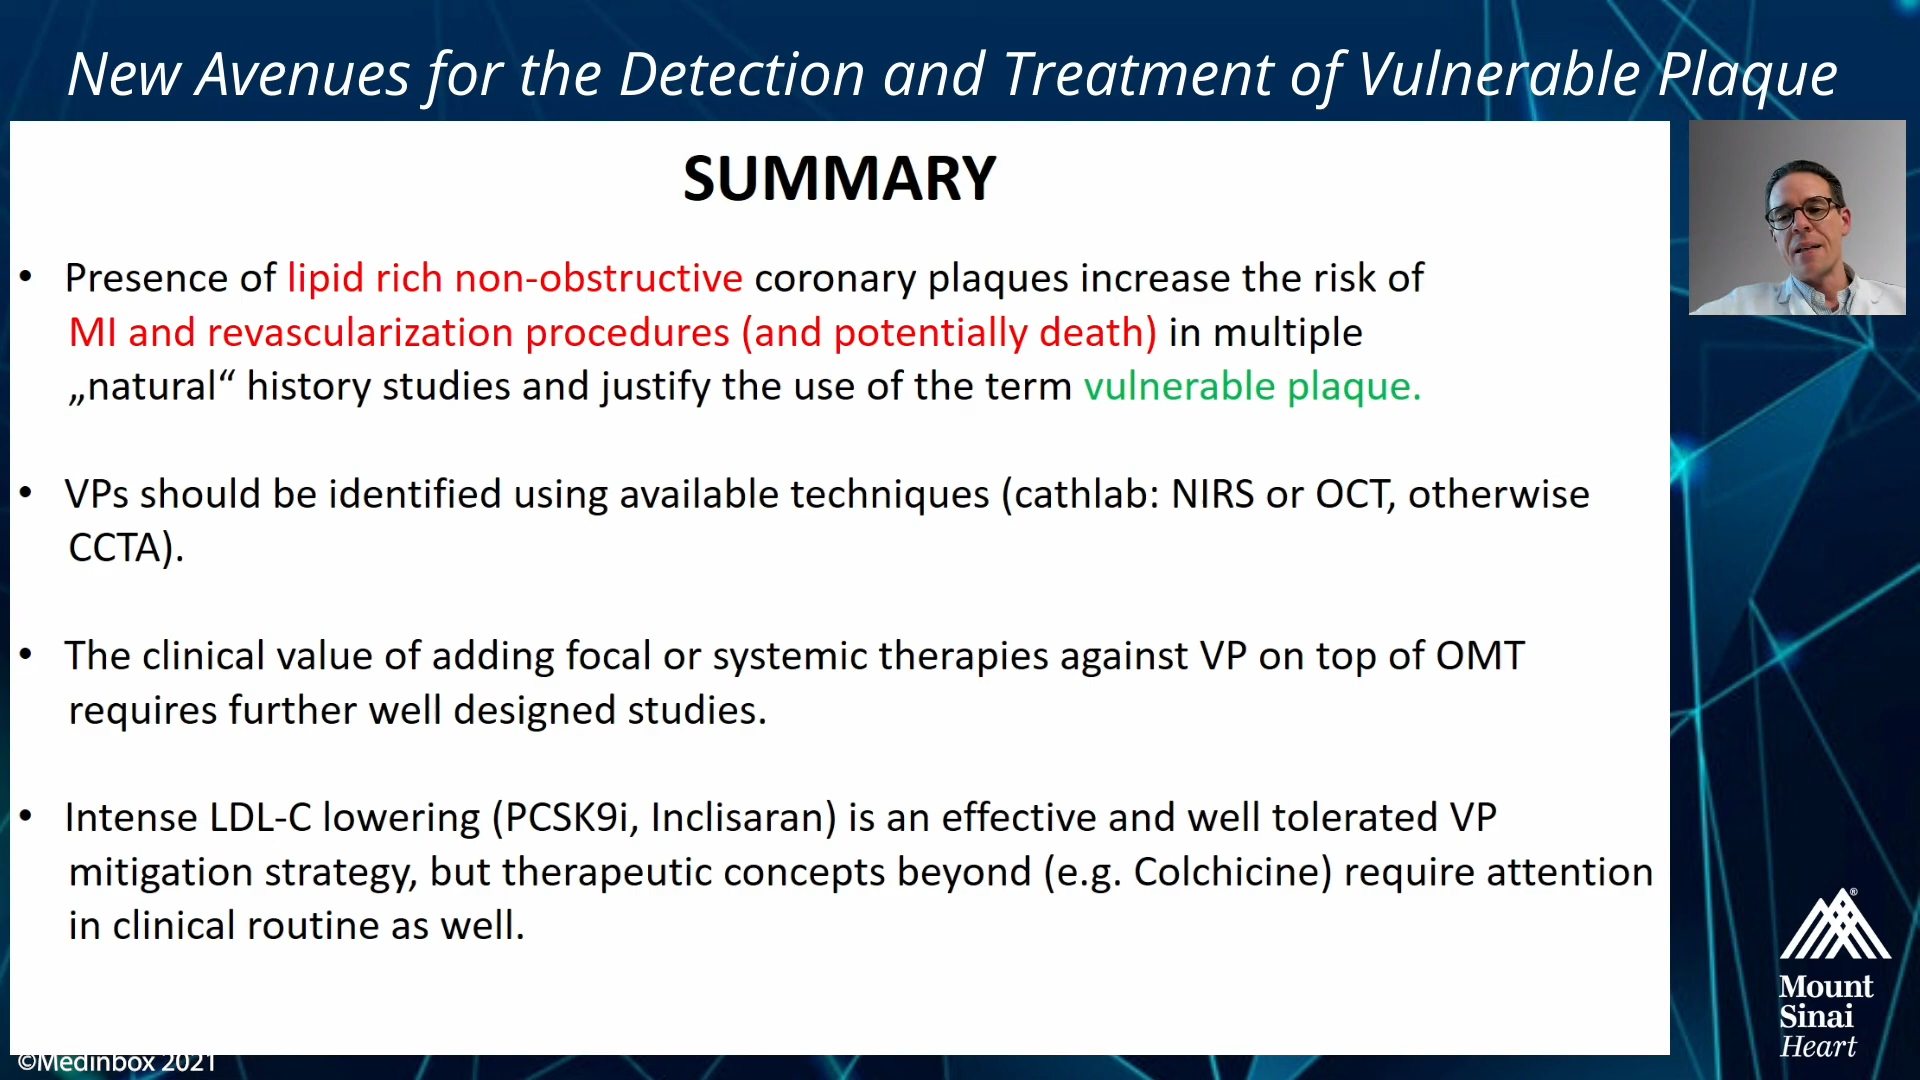 New Avenues for the Detection and Treatment of Vulnerable Plaque
SUMMARY
• Presence of lipid rich non-obstructive coronary plaques increase the risk of
MI and revascularization procedures (and potentially death) in multiple
„natural“ history studies and justify the use of the term vulnerable plaque.
• VPs should be identified using available techniques (cathlab: NIRS or OCT, otherwise
CCTA).
• The clinical value of adding focal or systemic therapies against VP on top of OMT
requires further well designed studies.
• Intense LDL-C lowering (PCSK9i, Inclisaran) is an effective and well tolerated VP
mitigation strategy, but therapeutic concepts beyond (e.g. Colchicine) require attention
in clinical routine as well.
®
Mount
Sinai
Heart
©Medinbox 2021